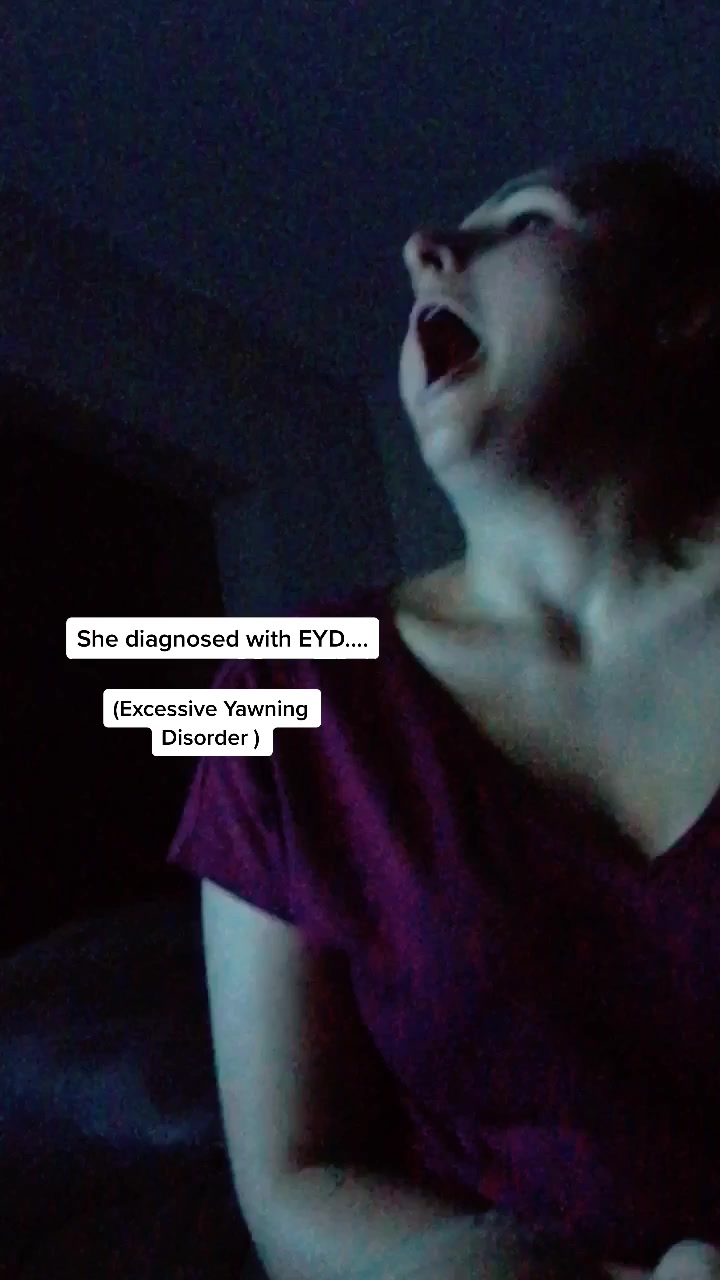 She diagnosed with EYD....
(Excessive Yawning
Disorder )